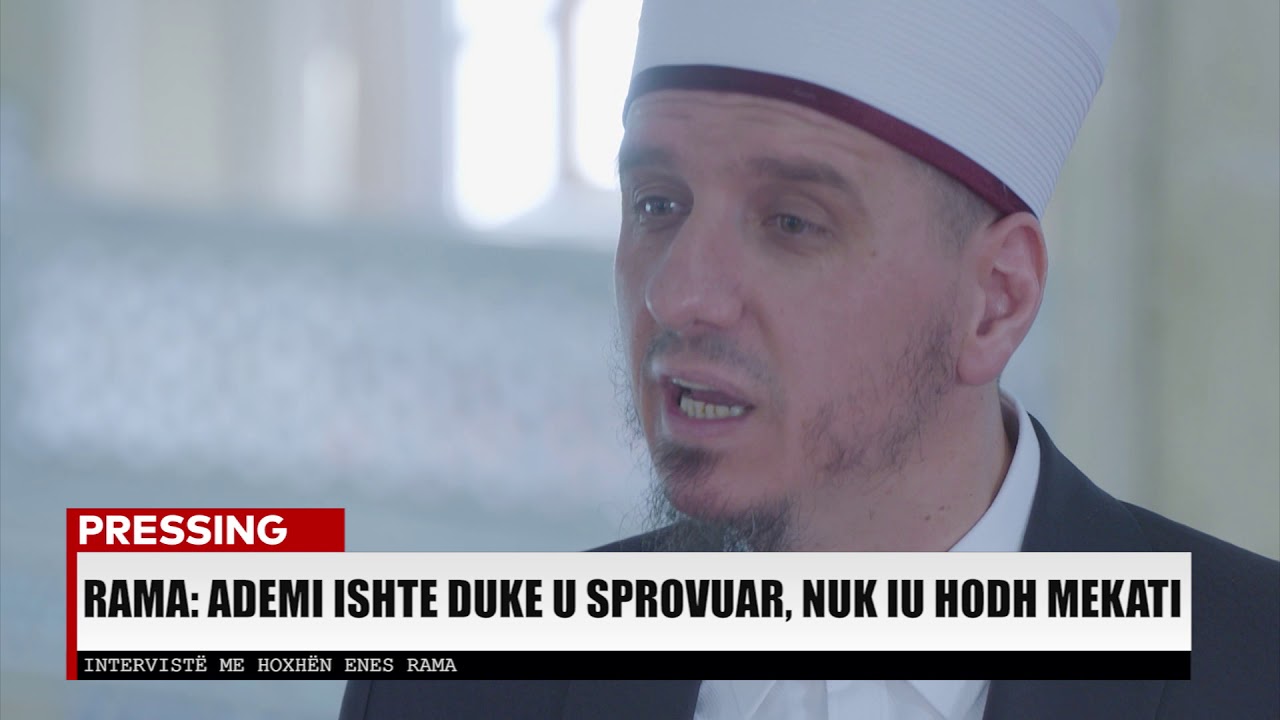 PRESSING
RAMA: ADEMI ISHTE DUKE U SPROVUAR, NUK IU HODH MEKATI
INTERVISTË ME HOXHËN ENES RAMA